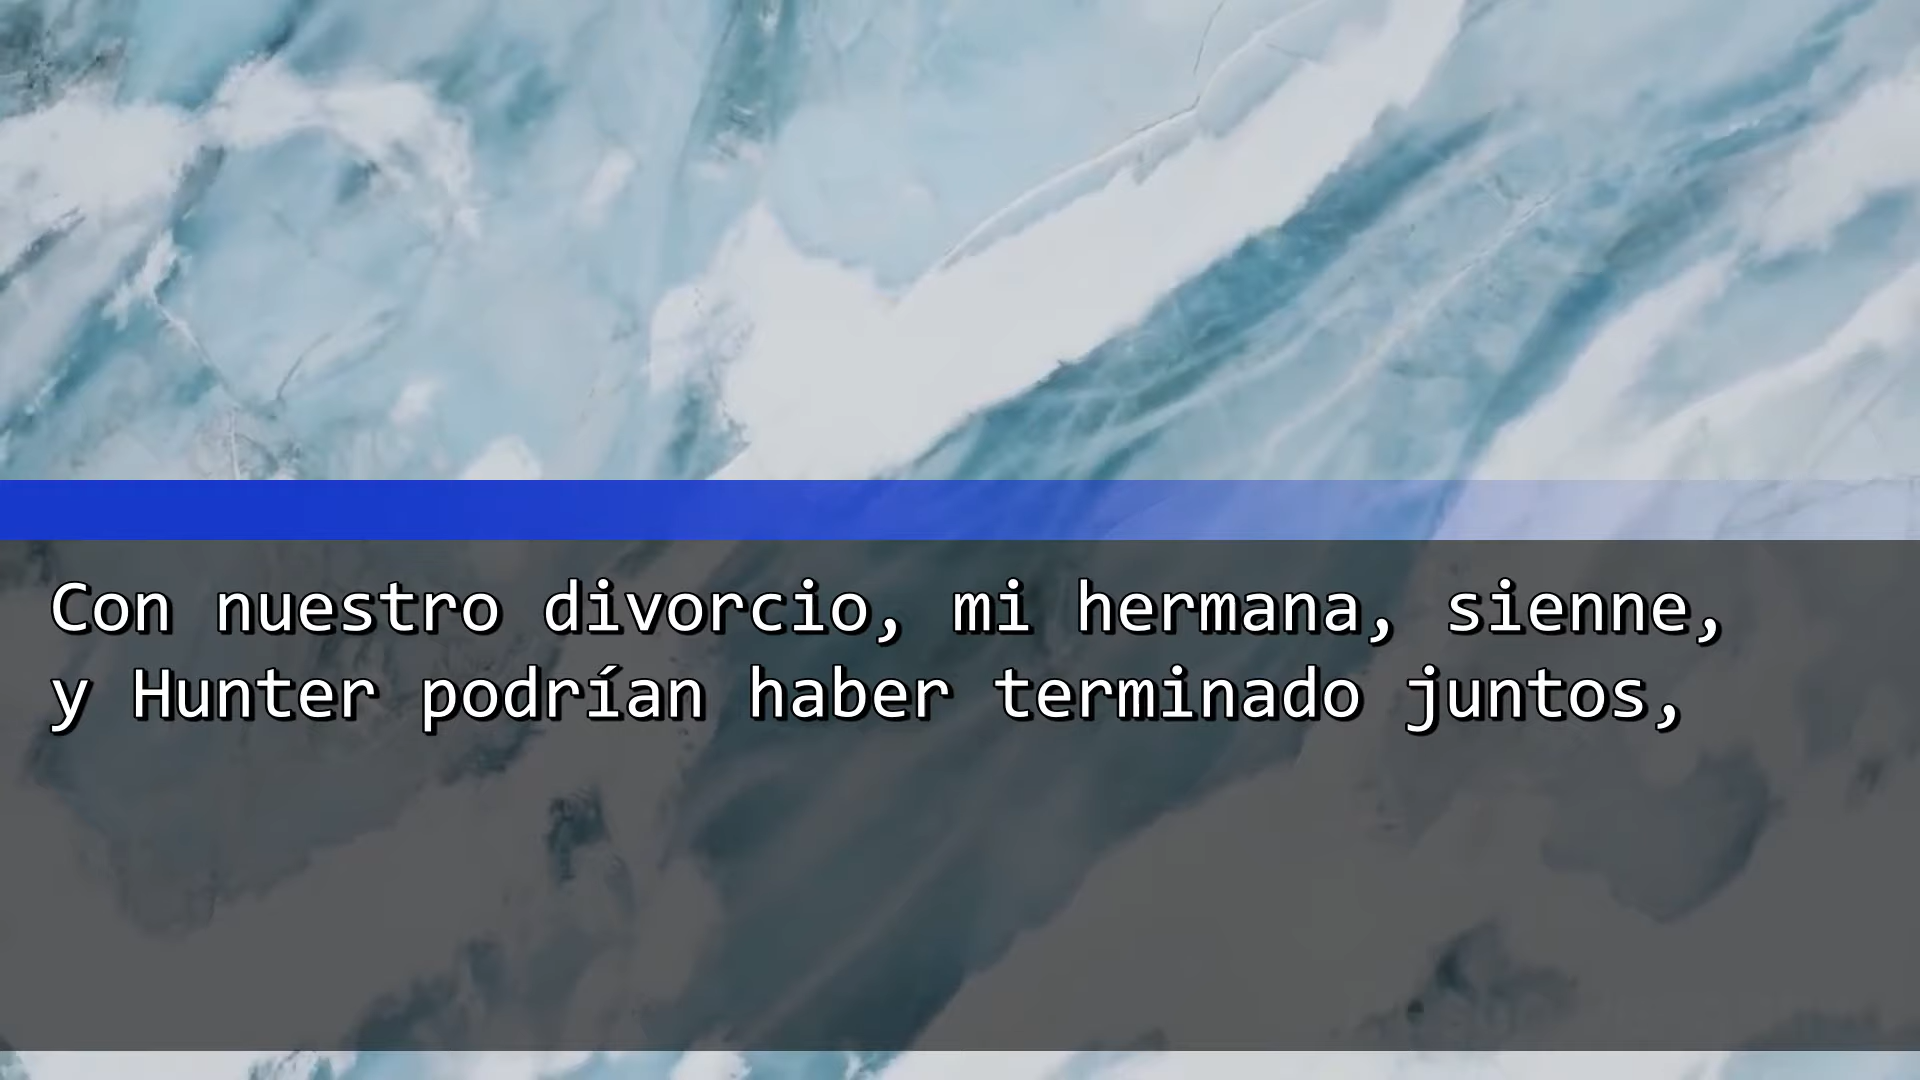 Con nuestro divorcio, mi hermana, sienne,
y Hunter podrían haber terminado juntos,